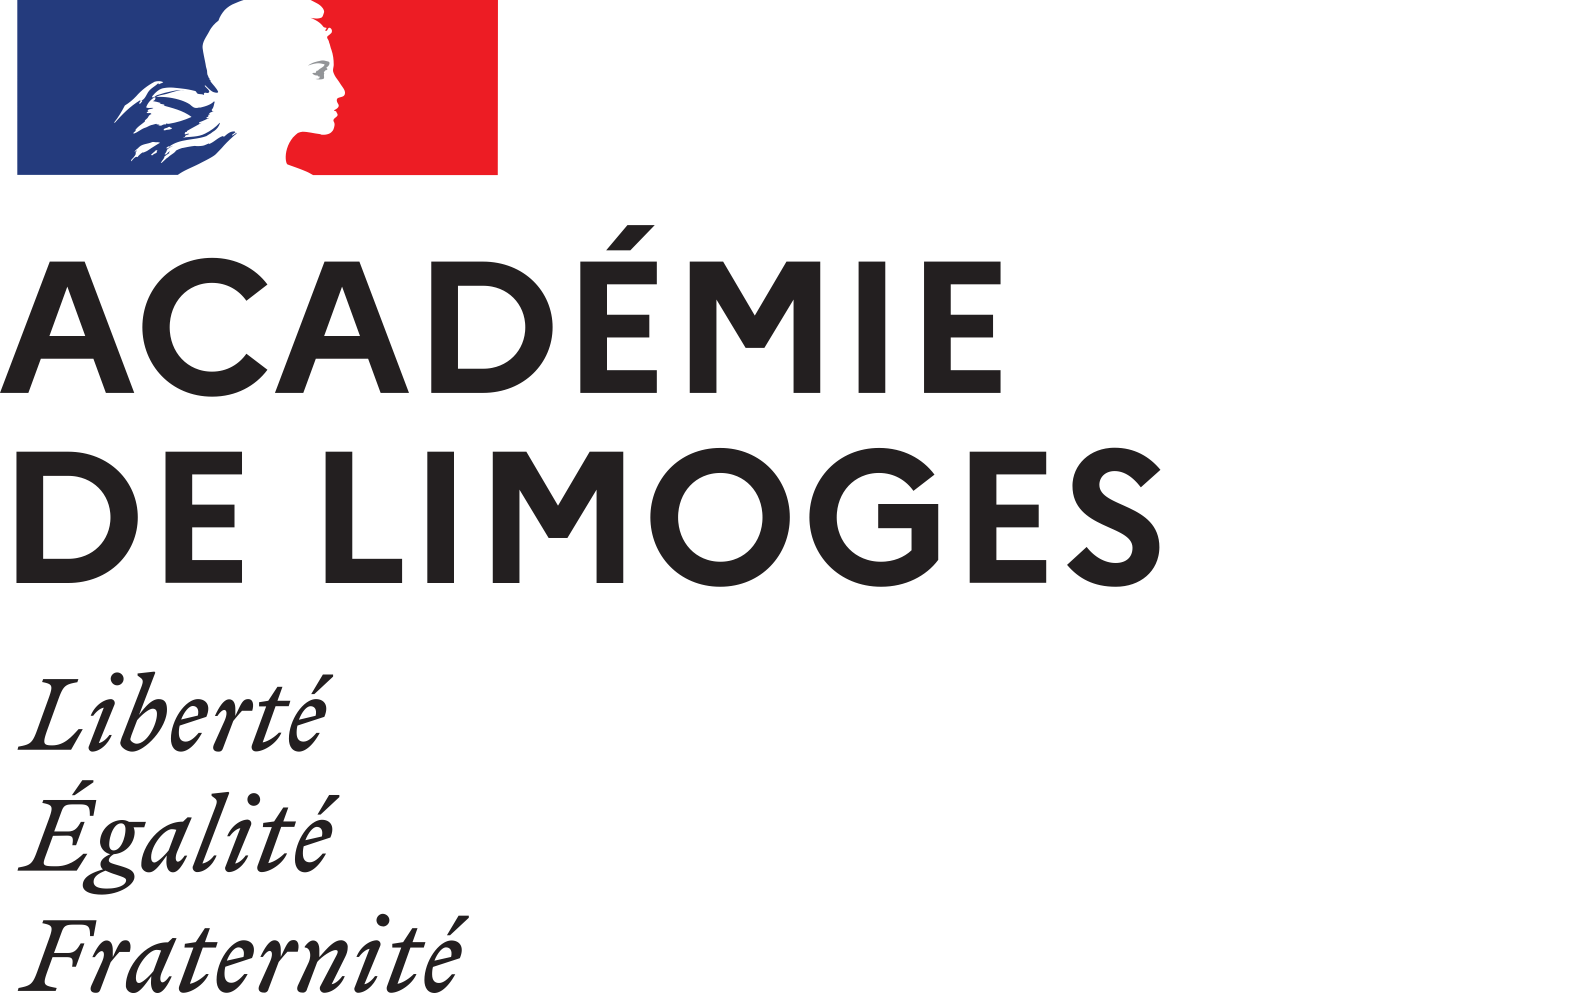 ACADÉMIE
DE LIMOGES
Liberté
Égalité
Fraternité